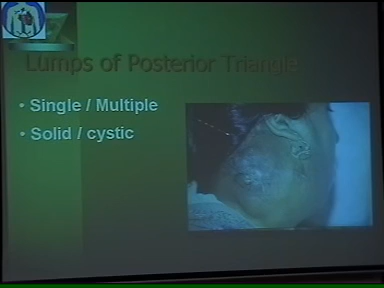 Lumps of Posterior Triangle
• Single / Multiple
• Solid / cystic